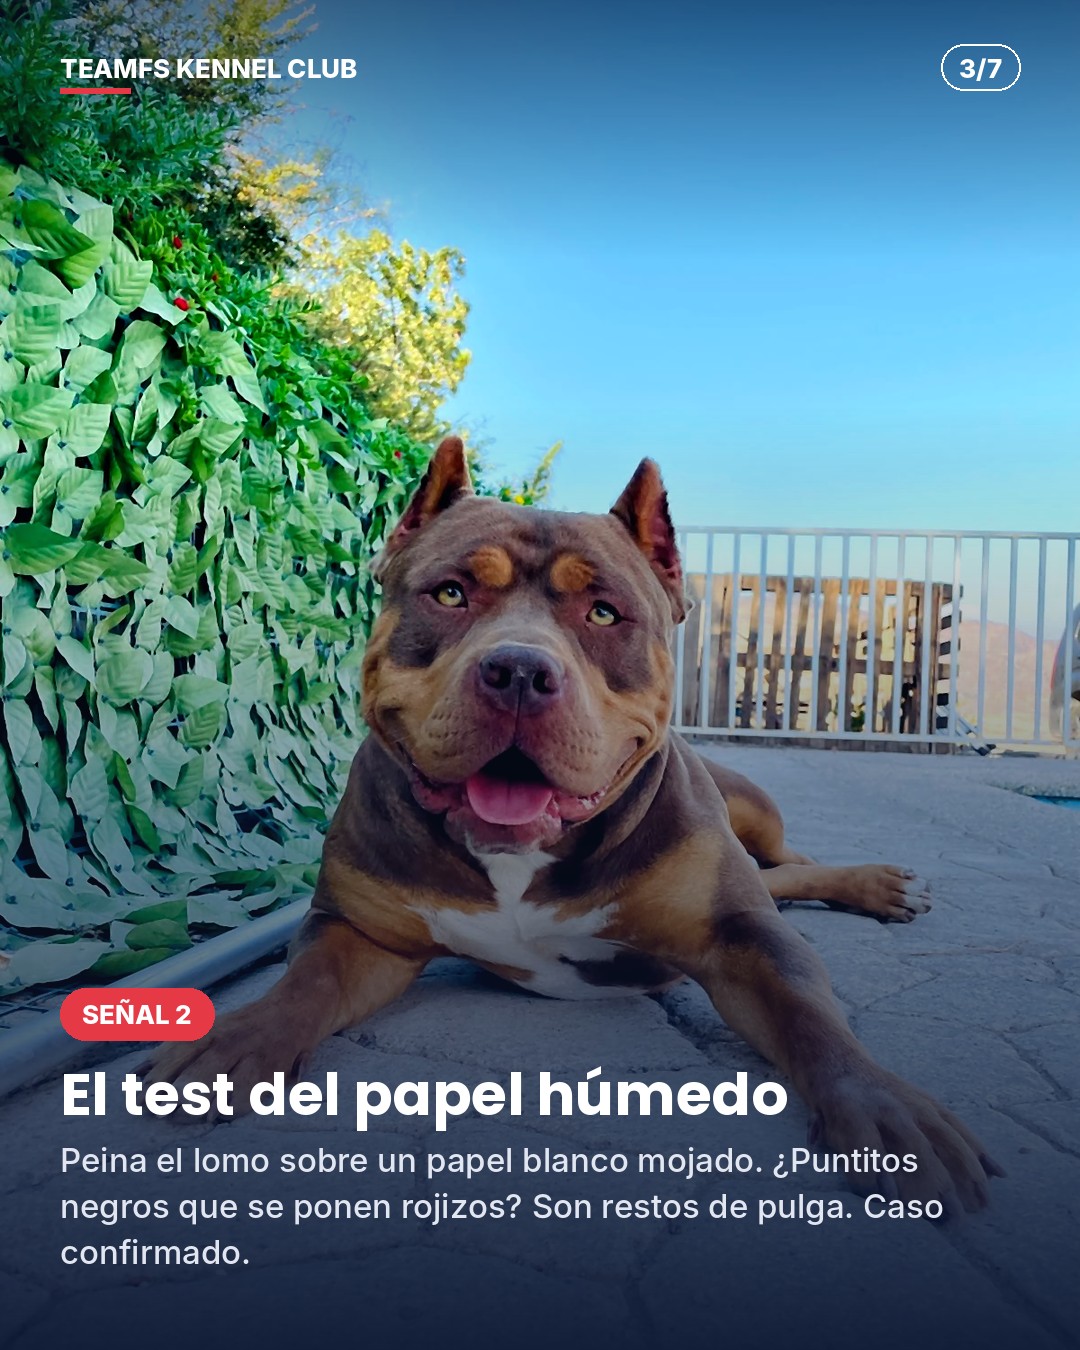 TEAMFS KENNEL CLUB
3/7
SEÑAL 2
El test del papel húmedo
Peina el lomo sobre un papel blanco mojado. ¿Puntitos
negros que se ponen rojizos? Son restos de pulga. Caso
confirmado.